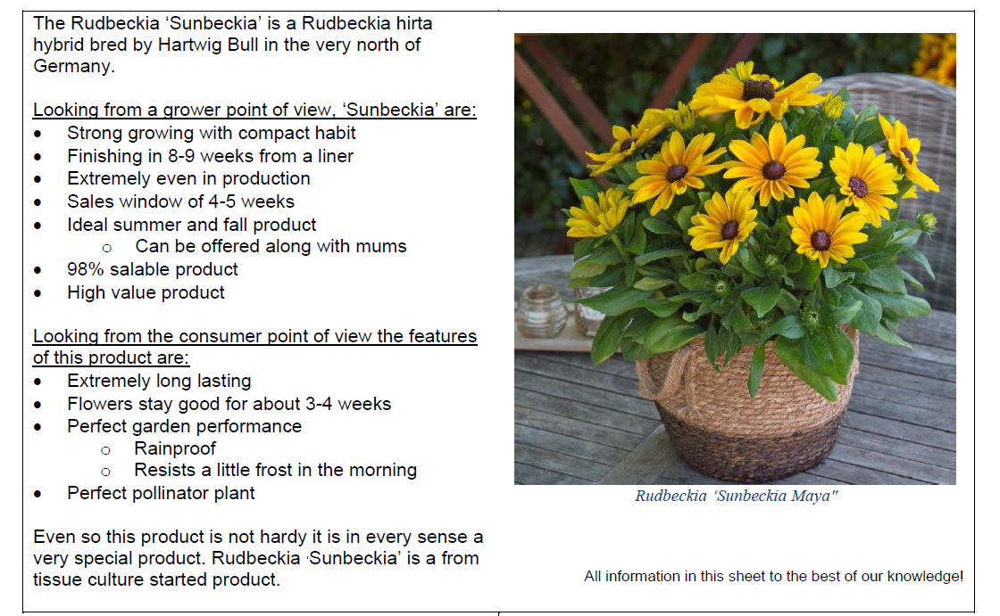 The Rudbeckia ‘Sunbeckia’ is a Rudbeckia hirta
hybrid bred by Hartwig Bull in the very north of
Germany.
Looking from a grower point of view, ‘Sunbeckia’ are:
• Strong growing with compact habit
• Finishing in 8-9 weeks from a liner
• Extremely even in production
• Sales window of 4-5 weeks
• Ideal summer and fall product
o Can be offered along with mums
• 98% salable product
• High value product
Looking from the consumer point of view the features
of this product are:
• Extremely long lasting
• Flowers stay good for about 3-4 weeks
• Perfect garden performance
o Rainproof
o Resists a little frost in the morning
• Perfect pollinator plant
Even so this product is not hardy it is in every sense a
very special product. Rudbeckia ‘Sunbeckia’ is a from
tissue culture started product.
Rudbeckia ‘Sunbeckia Maya"
All information in this sheet to the best of our knowledge!